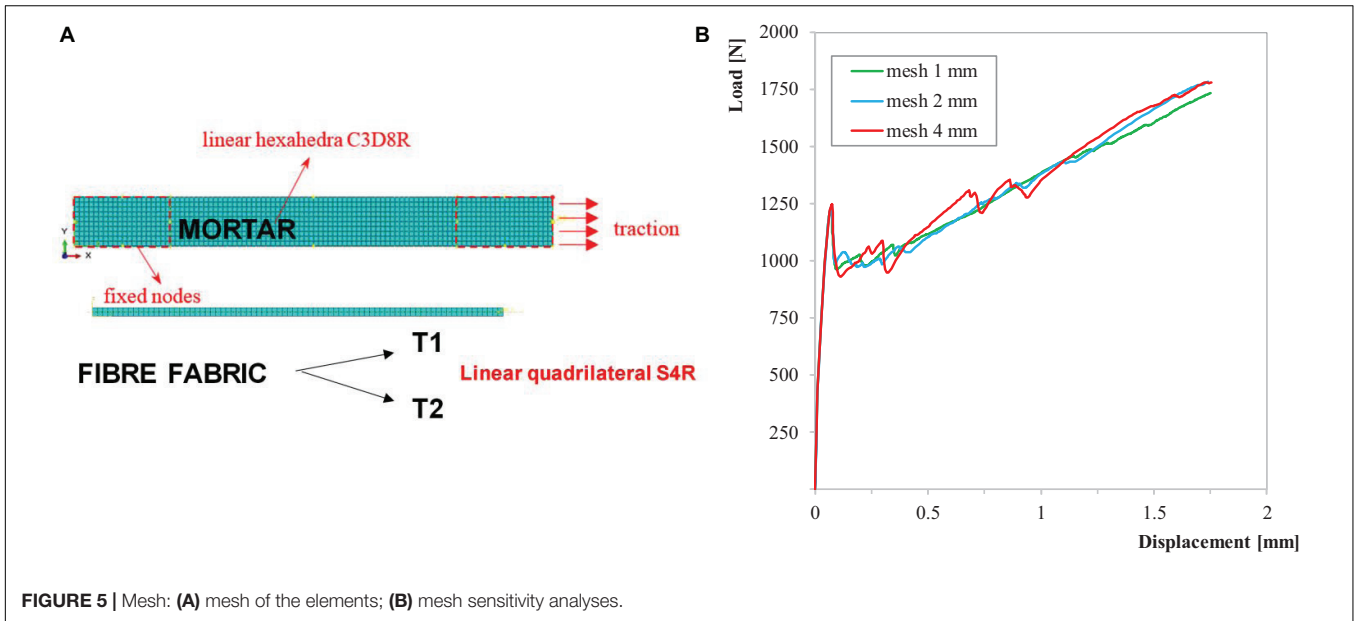 A
linear hexahedra C3D8R
MORTAR
traction
Y
X
fixed nodes
T1
FIBRE FABRIC
Linear quadrilateral S4R
T2
B
Load [N]
2000
1750
1500
1250
1000
750
500
250
mesh 1 mm
mesh 2 mm
mesh 4 mm
0
0.5
1
1.5
2
Displacement [mm]
FIGURE 5 | Mesh: (A) mesh of the elements; (B) mesh sensitivity analyses.